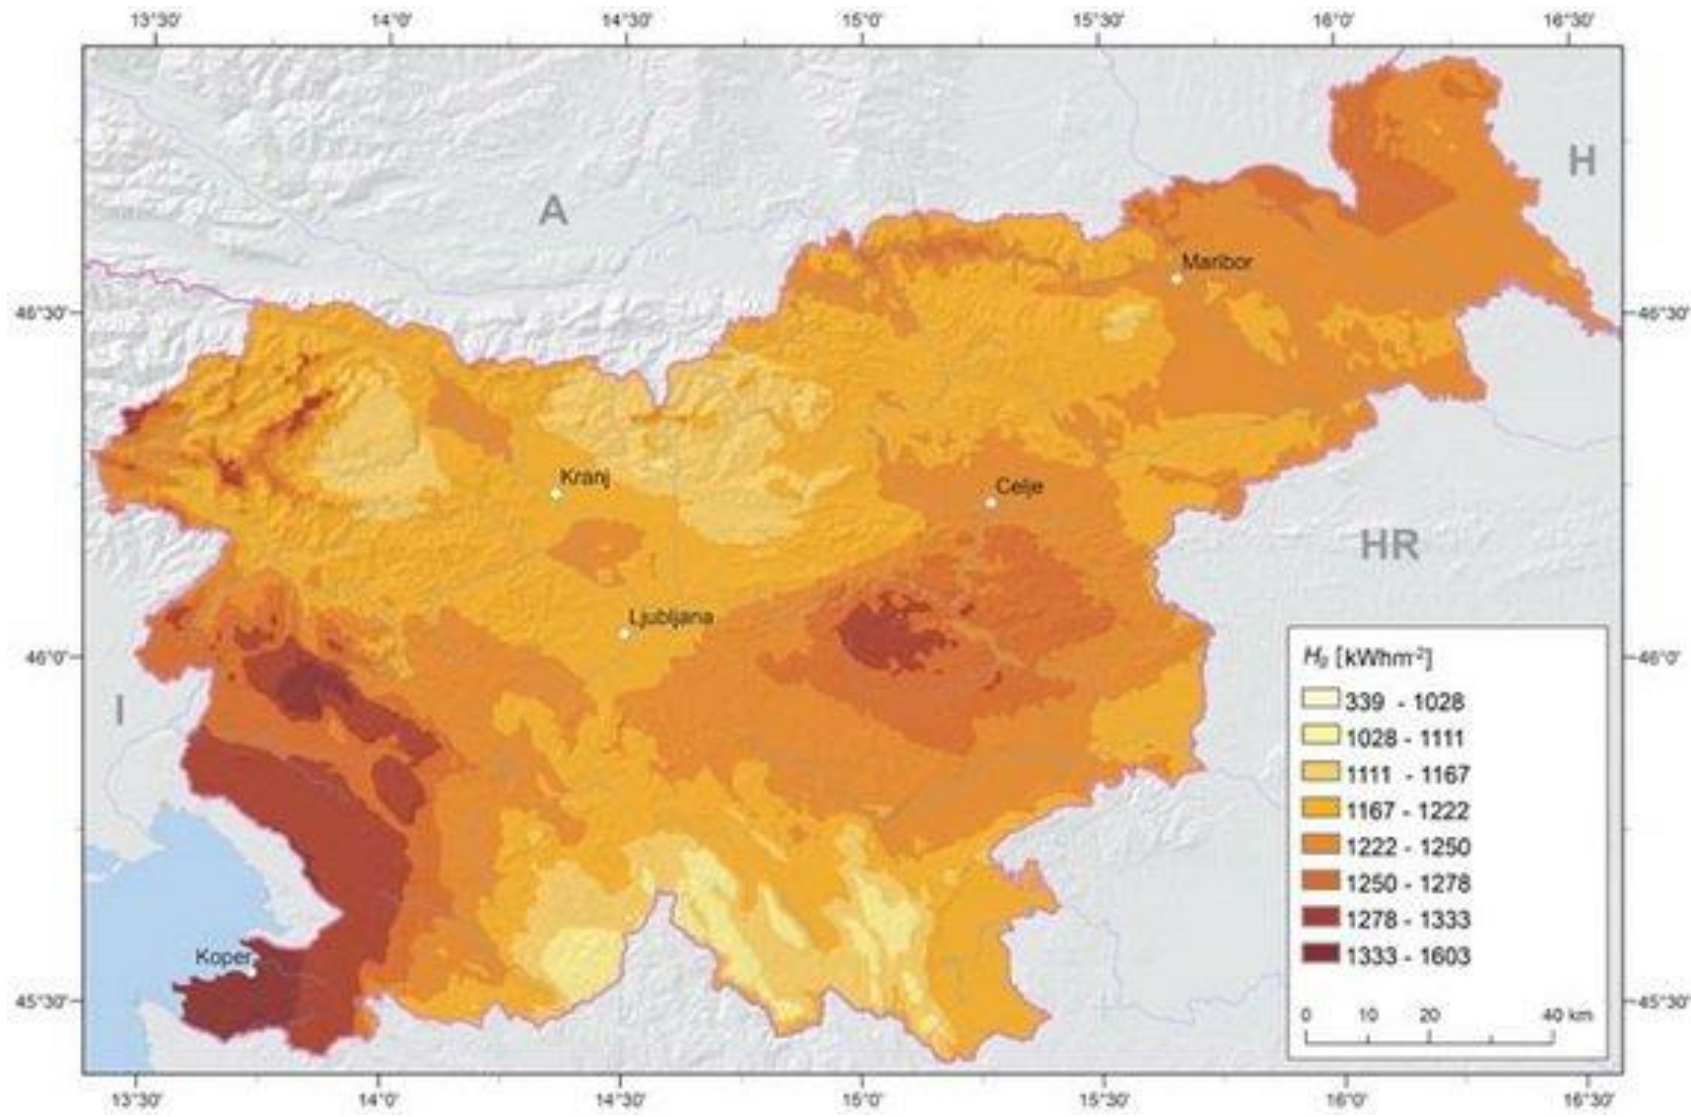 13°30' 14°0' 14°30' 15°0' 15°30' 16°0' 16°30'
A
H
Maribor
46°30' 46°30'
Kranj
Celje
HR
Ljubljana
46°0' 46°0'
I
Hg [kWhm-2]
339 - 1028
1028 - 1111
1111 - 1167
1167 - 1222
1222 - 1250
1250 - 1278
1278 - 1333
1333 - 1603
Koper
45°30' 45°30'
0 10 20 40 km
13°30' 14°0' 14°30' 15°0' 15°30' 16°0' 16°30'